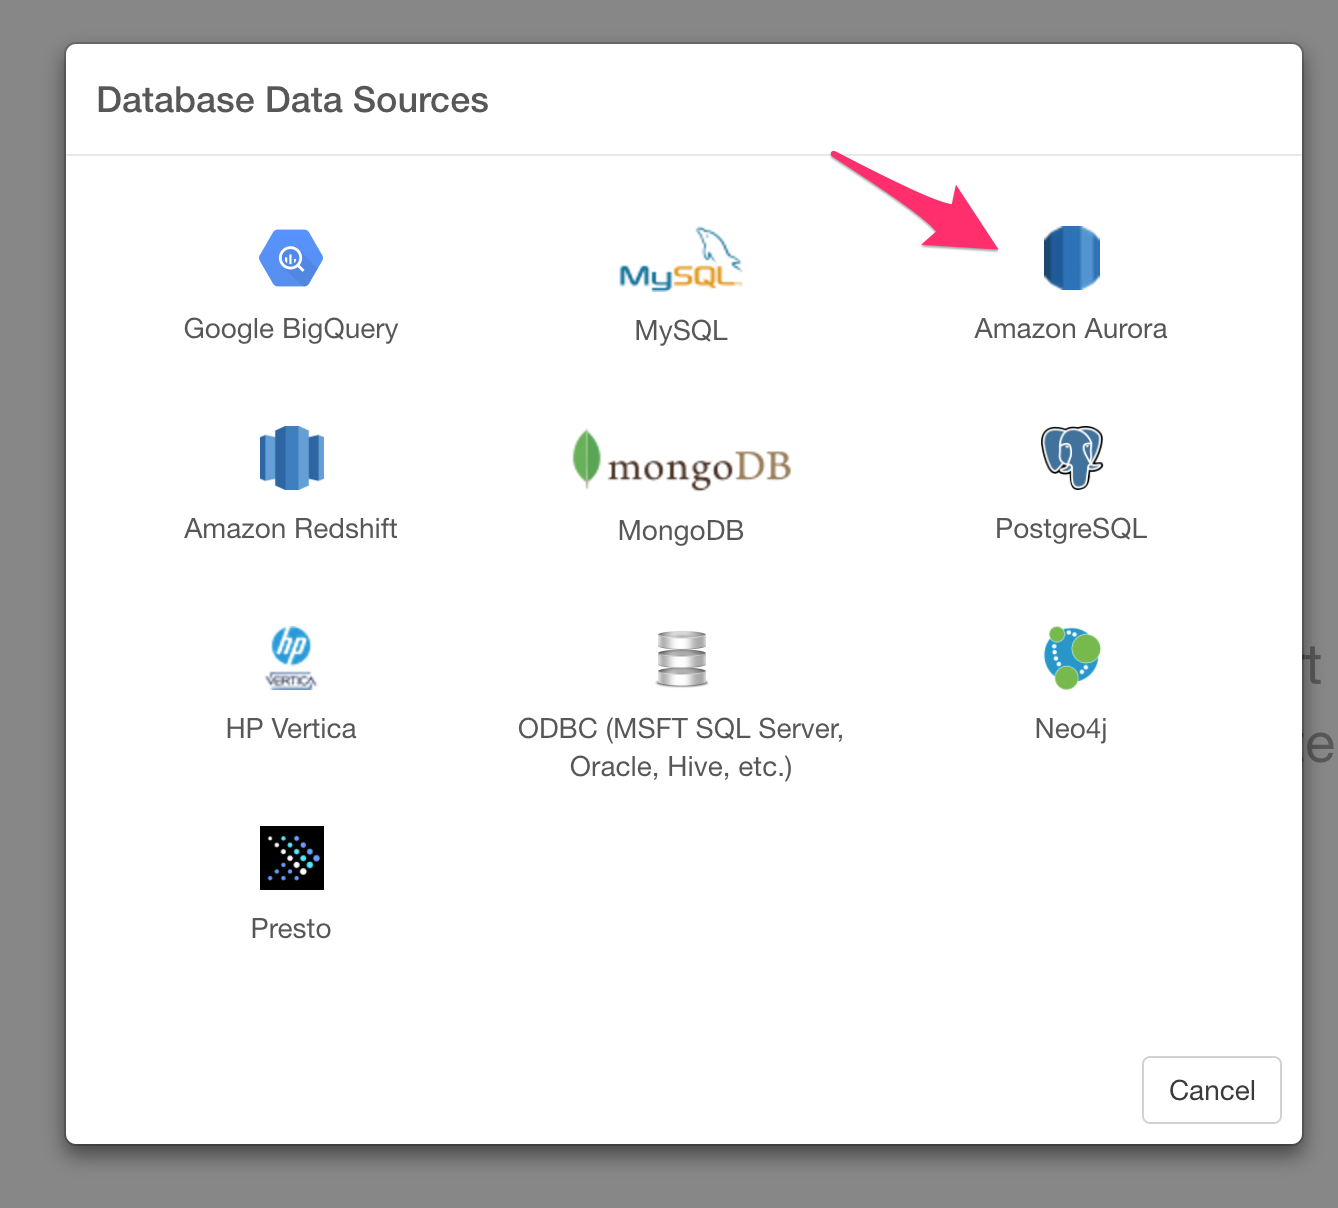 Database Data Sources
MySQL
Google BigQuery
MySQL
Amazon Aurora
mongoDB
Amazon Redshift
MongoDB
PostgreSQL
hp
VERTICA
HP Vertica
ODBC (MSFT SQL Server,
Oracle, Hive, etc.)
Neo4j
Presto
Cancel